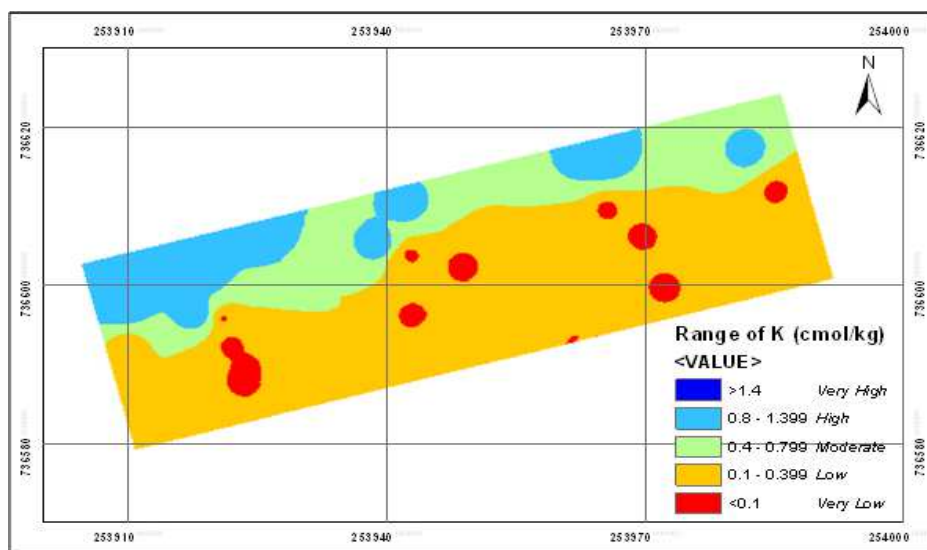 253910 253940 253970 254000
N
736620 736620
736600 736600
Range of K (cmol/kg)
<VALUE>
>1.4 Very High
0.8 - 1.399 High
0.4 - 0.799 Moderate
0.1 - 0.399 Low
<0.1 Very Low
736580 736580
253910 253940 253970 254000